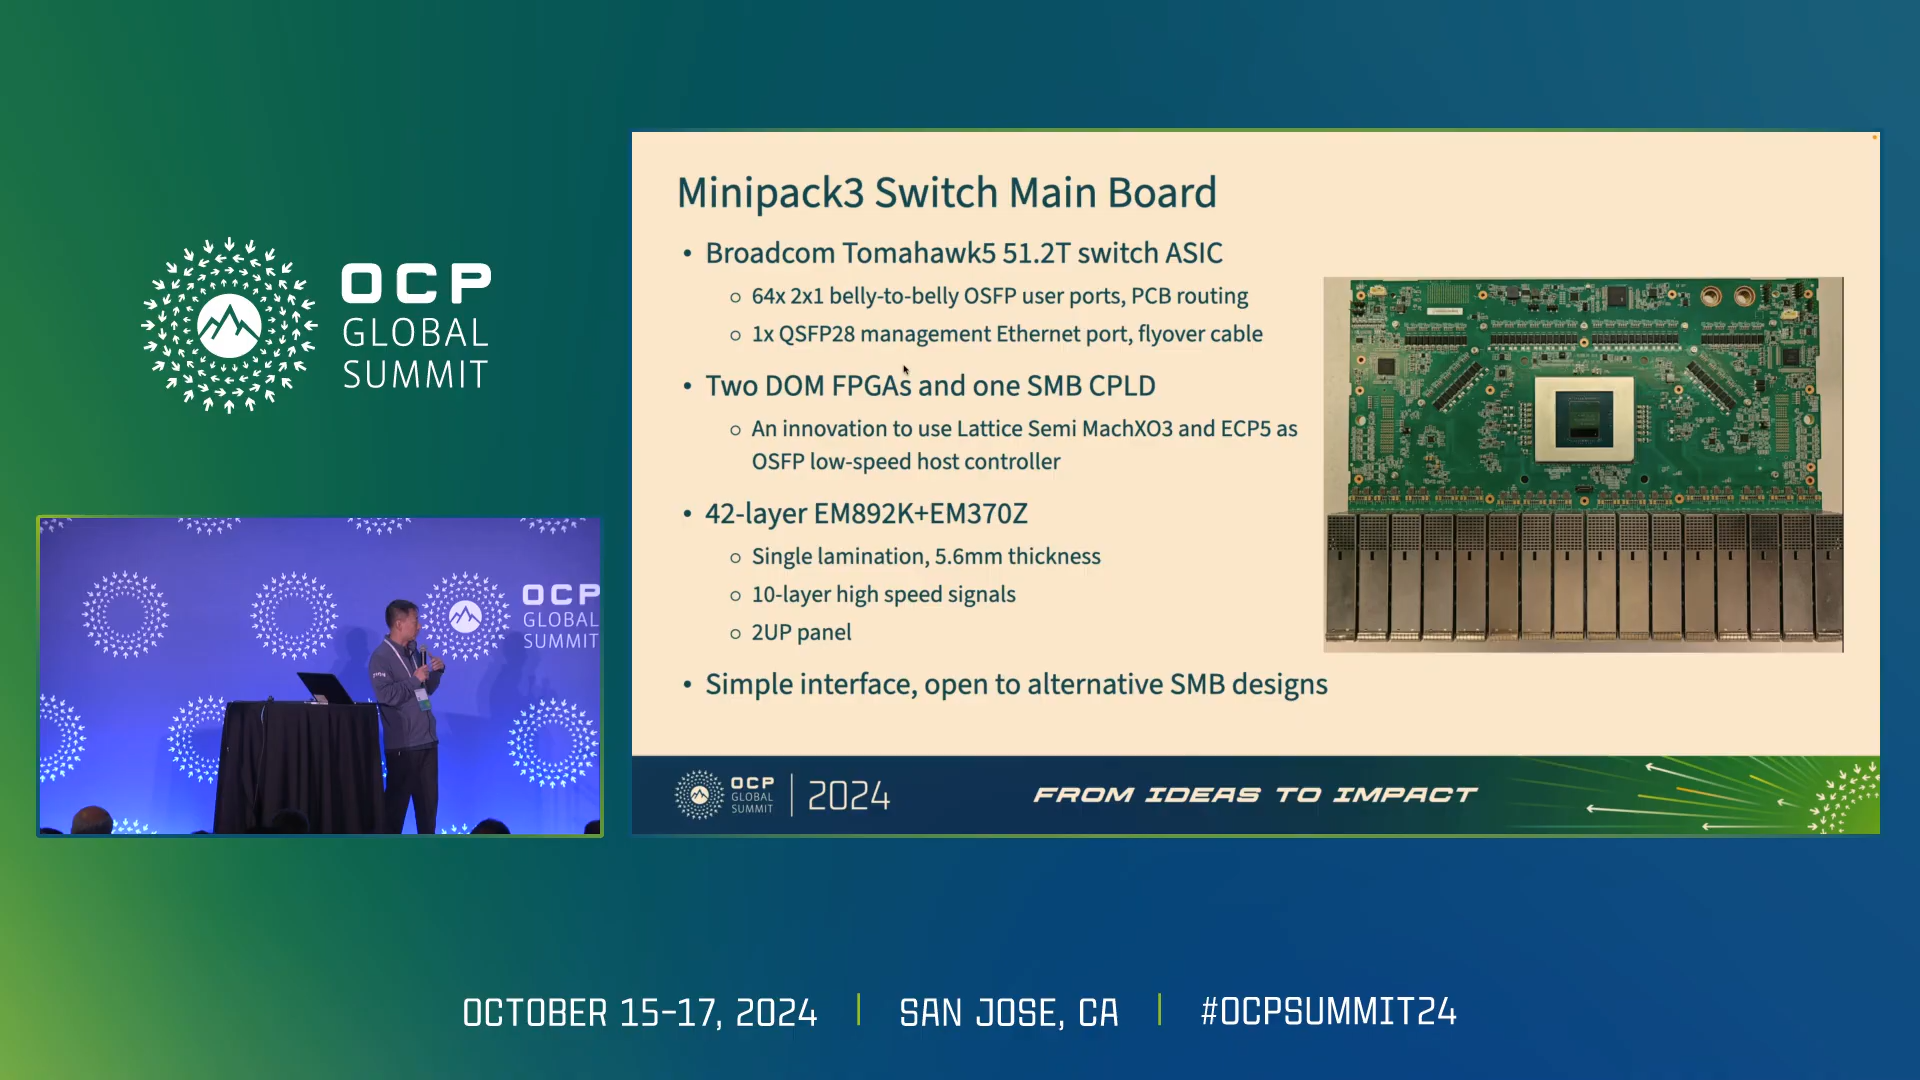 OCP
GLOBAL
SUMMIT
Minipack3 Switch Main Board
• Broadcom Tomahawk5 51.2T switch ASIC
○ 64x 2x1 belly-to-belly OSFP user ports, PCB routing
○ 1x QSFP28 management Ethernet port, flyover cable
• Two DOM FPGAs and one SMB CPLD
○ An innovation to use Lattice Semi MachXO3 and ECP5 as
OSFP low-speed host controller
• 42-layer EM892K+EM370Z
○ Single lamination, 5.6mm thickness
○ 10-layer high speed signals
○ 2UP panel
• Simple interface, open to alternative SMB designs
OCP
GLOBAL
SUMMIT
OCP
GLOBAL
SUMMIT
2024
FROM IDEAS TO IMPACT
OCTOBER 15-17, 2024 | SAN JOSE, CA | #OCPSUMMIT24